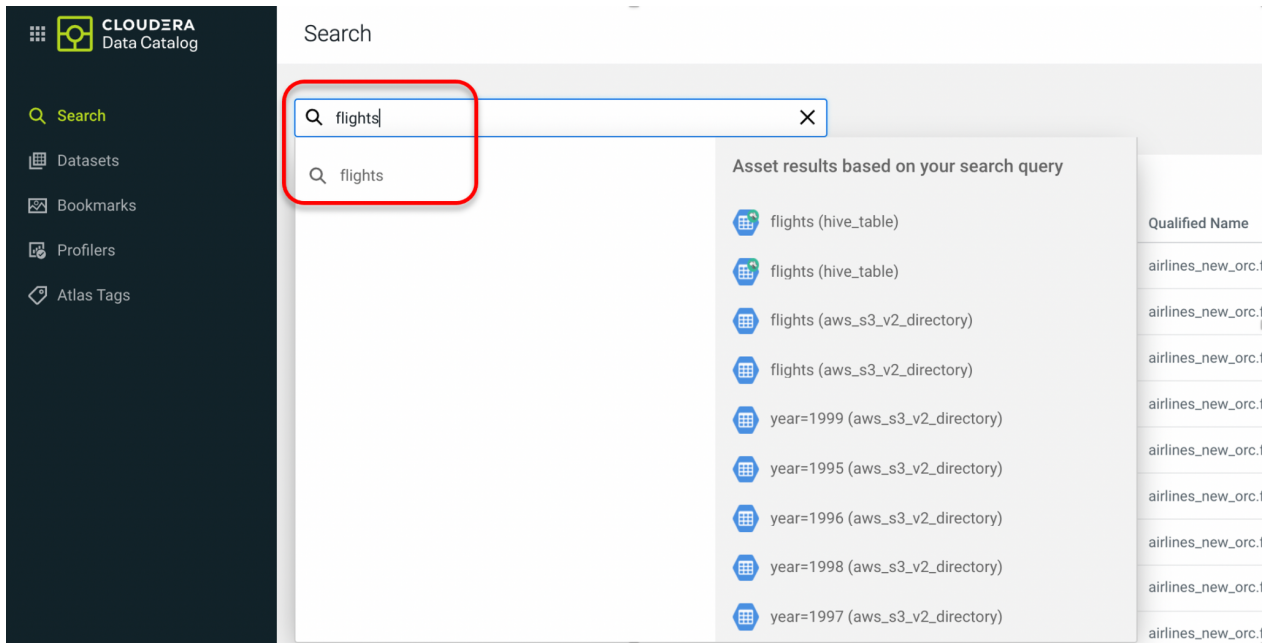 CLOUDERA
Data Catalog
Search
Datasets
Bookmarks
Profilers
Atlas Tags
Search
flights
flights
Asset results based on your search query
flights (hive_table)
flights (hive_table)
flights (aws_s3_v2_directory)
flights (aws_s3_v2_directory)
year=1999 (aws_s3_v2_directory)
year=1995 (aws_s3_v2_directory)
year=1996 (aws_s3_v2_directory)
year=1998 (aws_s3_v2_directory)
year=1997 (aws_s3_v2_directory)
Qualified Name
airlines_new_orc.f
airlines_new_orc.f
airlines_new_orc.f
airlines_new_orc.f
airlines_new_orc.f
airlines_new_orc.f
airlines_new_orc.f
airlines_new_orc.f
airlines_new_orc.f